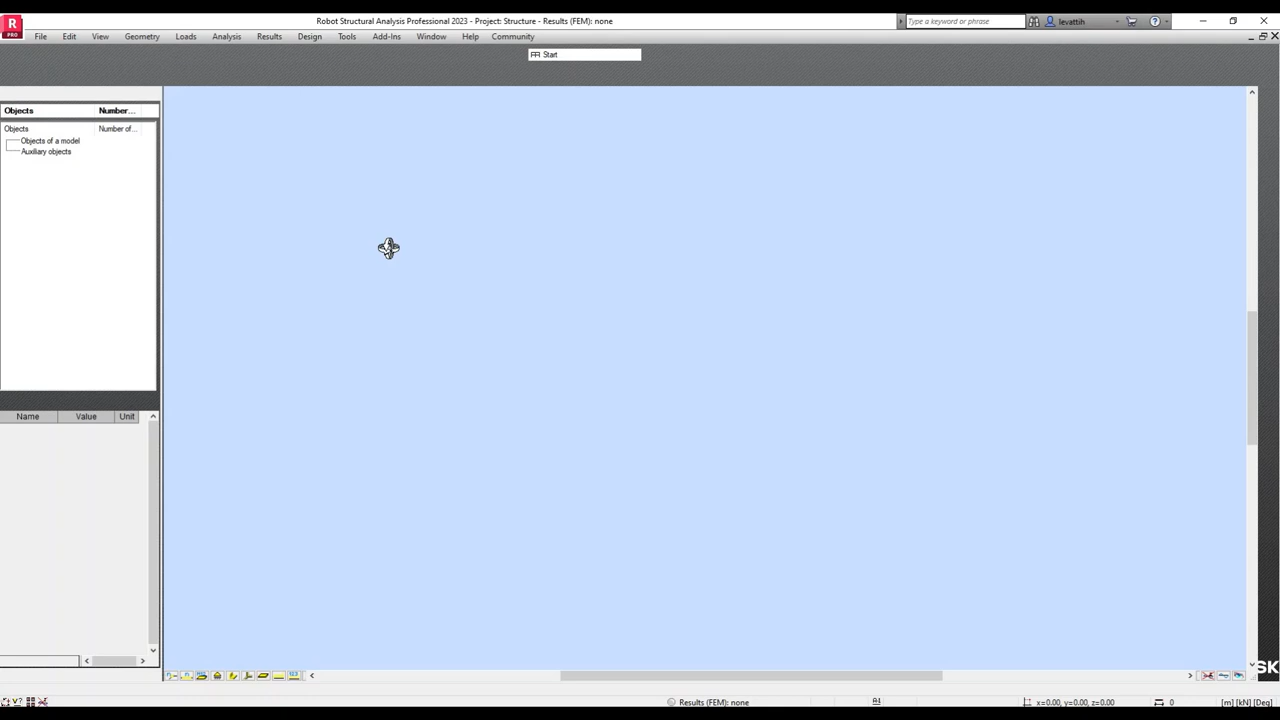 Robot Structural Analysis Professional 2023 - Project: Structure - Results (FEM): none
Type a keyword or phrase
levattih
R
PRO
File Edit View Geometry Loads Analysis Results Design Tools Add-Ins Window Help Community
Start
Objects Number...
Objects Number of...
Objects of a model
Auxiliary objects
Name Value Unit
SK
Results (FEM): none
x=0.00, y=0.00, z=0.00
0
[m] [kN] [Deg]